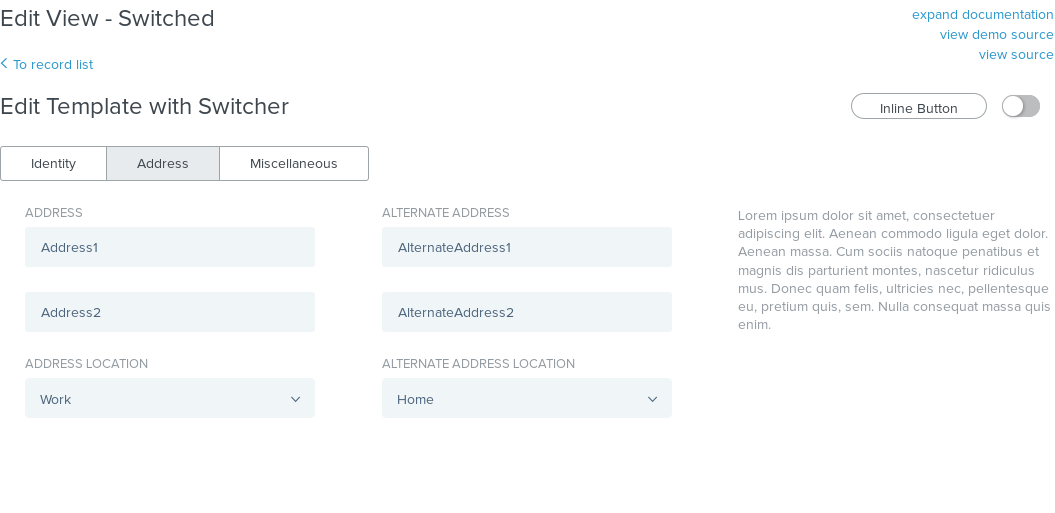 Edit View - Switched
expand documentation
view demo source
view source
To record list
Edit Template with Switcher
Inline Button
Identity
Address
Miscellaneous
ADDRESS
Address1
Address2
ADDRESS LOCATION
Work
ALTERNATE ADDRESS
AlternateAddress1
AlternateAddress2
ALTERNATE ADDRESS LOCATION
Home
Lorem ipsum dolor sit amet, consectetuer
adipiscing elit. Aenean commodo ligula eget dolor.
Aenean massa. Cum sociis natoque penatibus et
magnis dis parturient montes, nascetur ridiculus
mus. Donec quam felis, ultricies nec, pellentesque
eu, pretium quis, sem. Nulla consequat massa quis
enim.